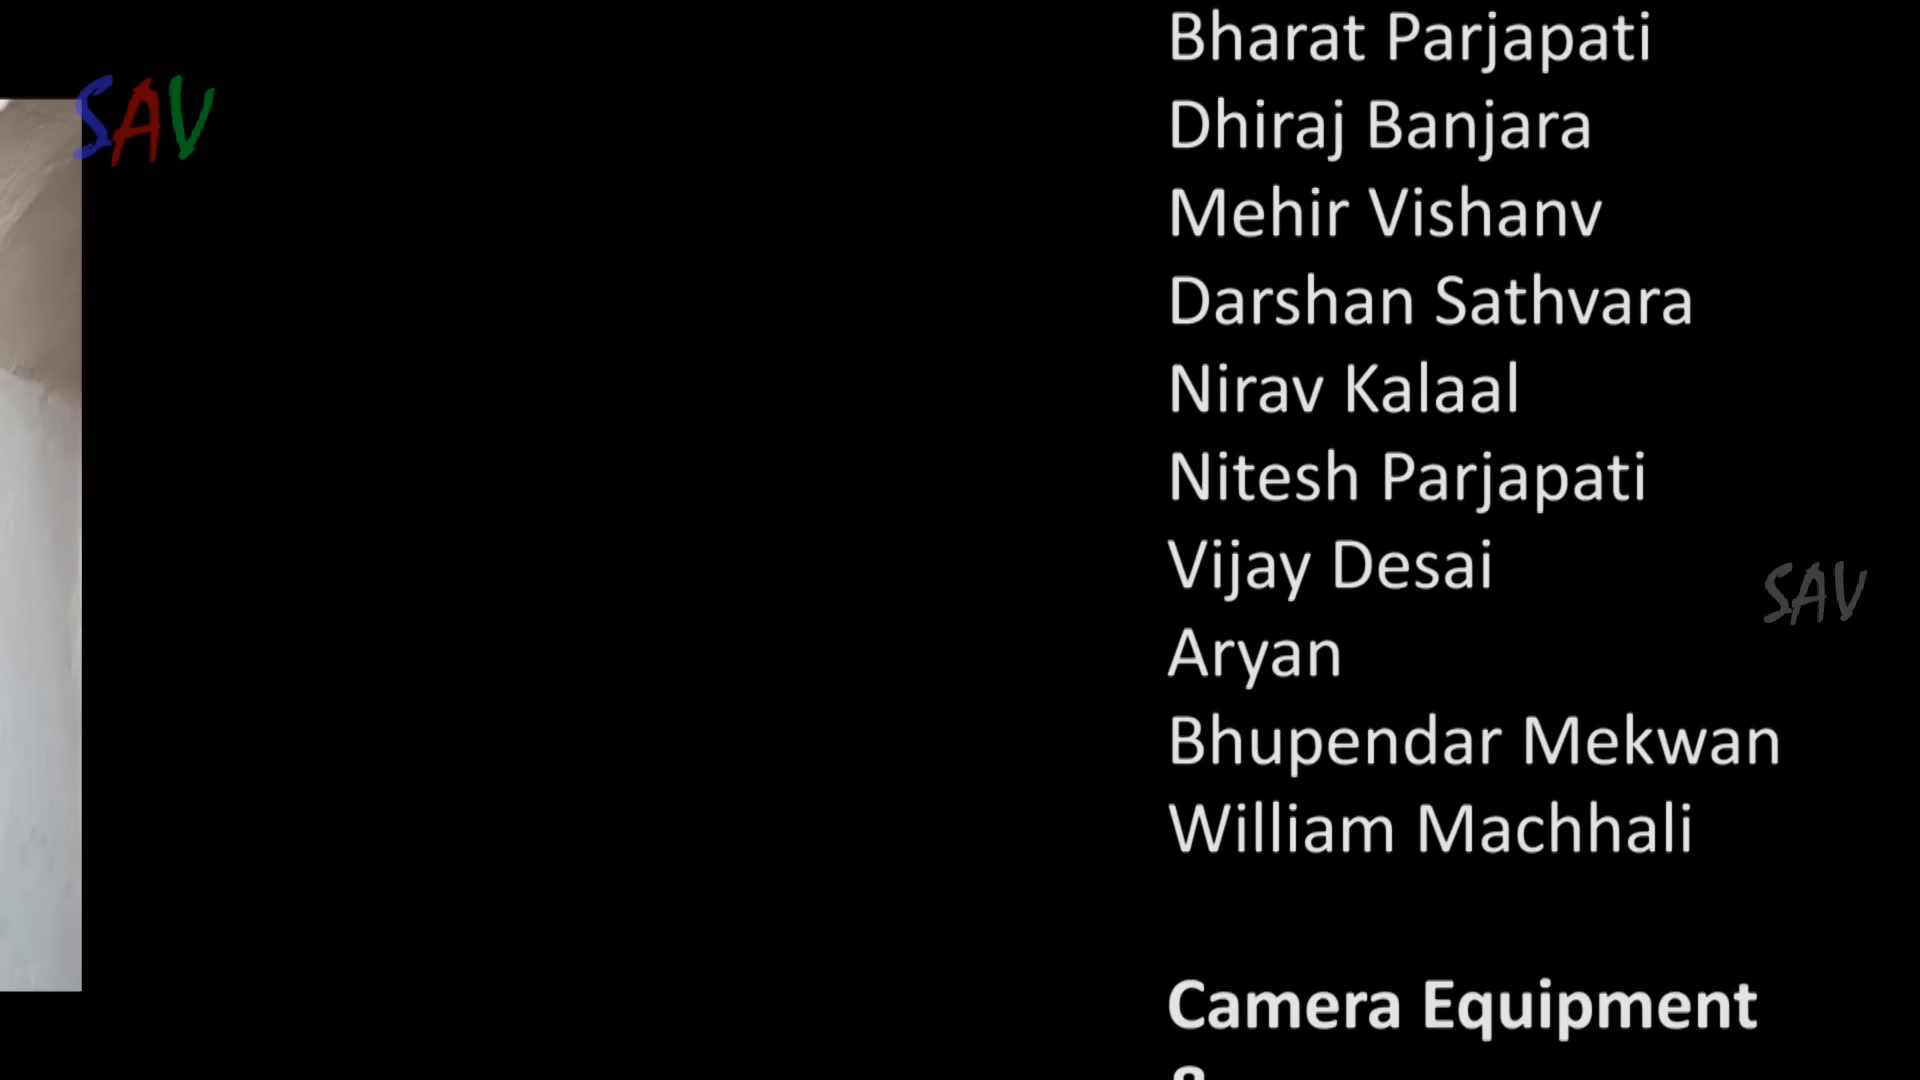 SAV
Bharat Parjapati
Dhiraj Banjara
Mehir Vishanv
Darshan Sathvara
Nirav Kalaal
Nitesh Parjapati
Vijay Desai
SAV
Aryan
Bhupendar Mekwan
William Machhali
Camera Equipment